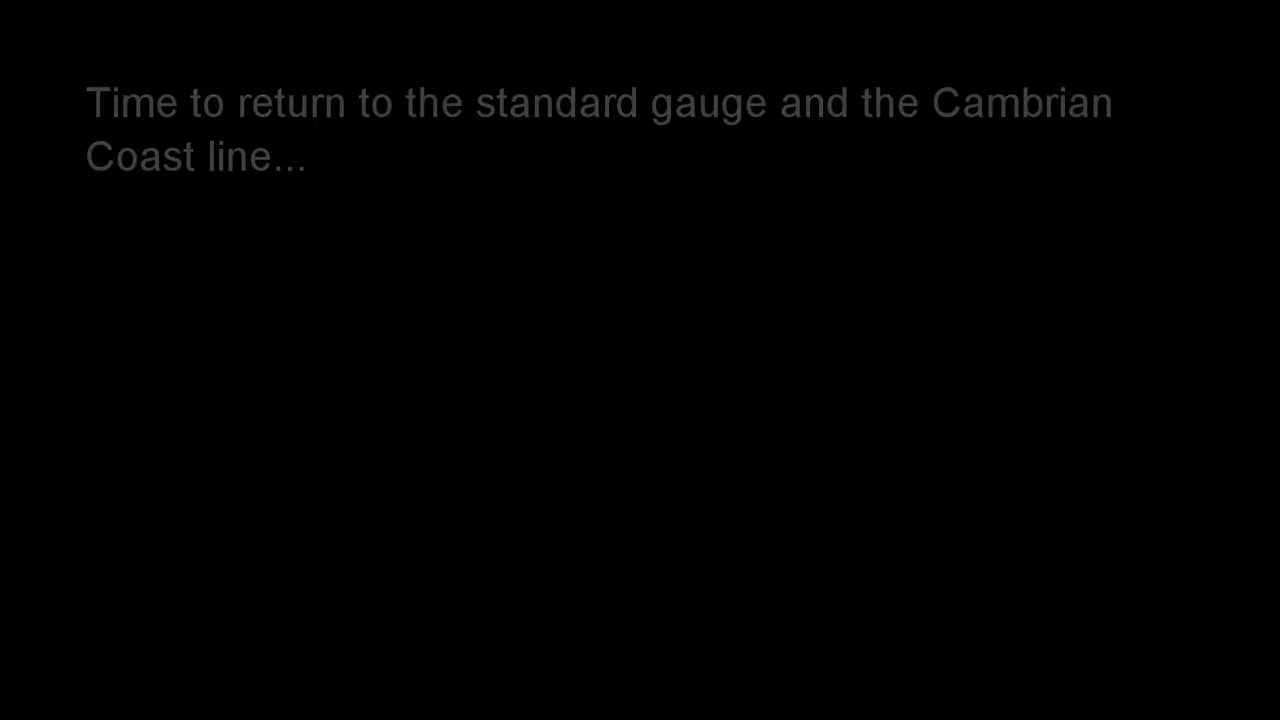 Time to return to the standard gauge and the Cambrian
Coast line...